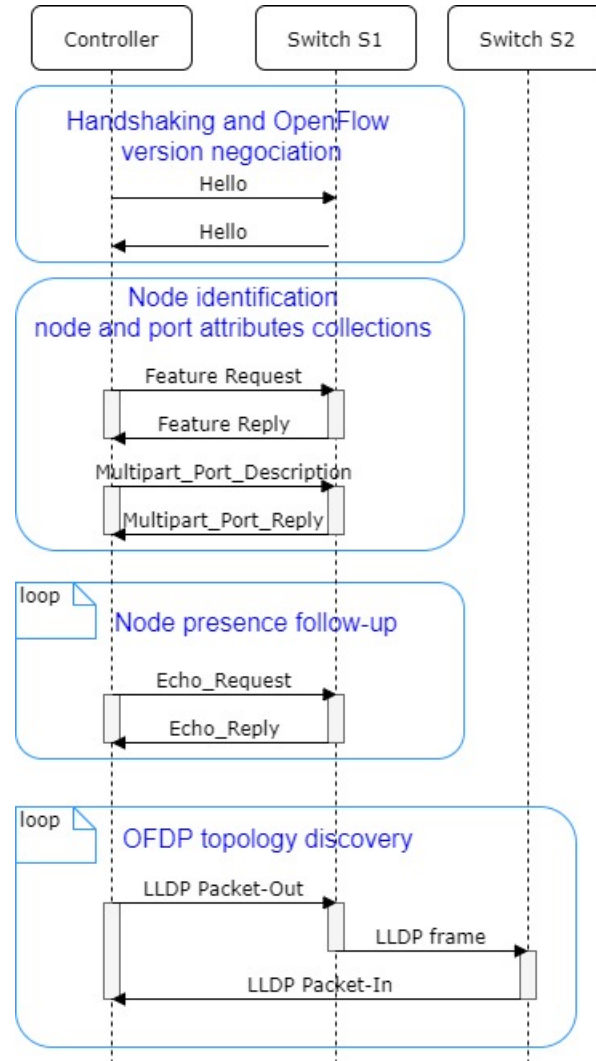 Controller
Switch S1
Switch S2
Handshaking and OpenFlow
version negociation
Hello
Hello
Node identification
node and port attributes collections
Feature Request
Feature Reply
Multipart_Port_Description
Multipart_Port_Reply
loop
Node presence follow-up
Echo_Request
Echo_Reply
loop
OFDP topology discovery
LLDP Packet-Out
LLDP frame
LLDP Packet-In